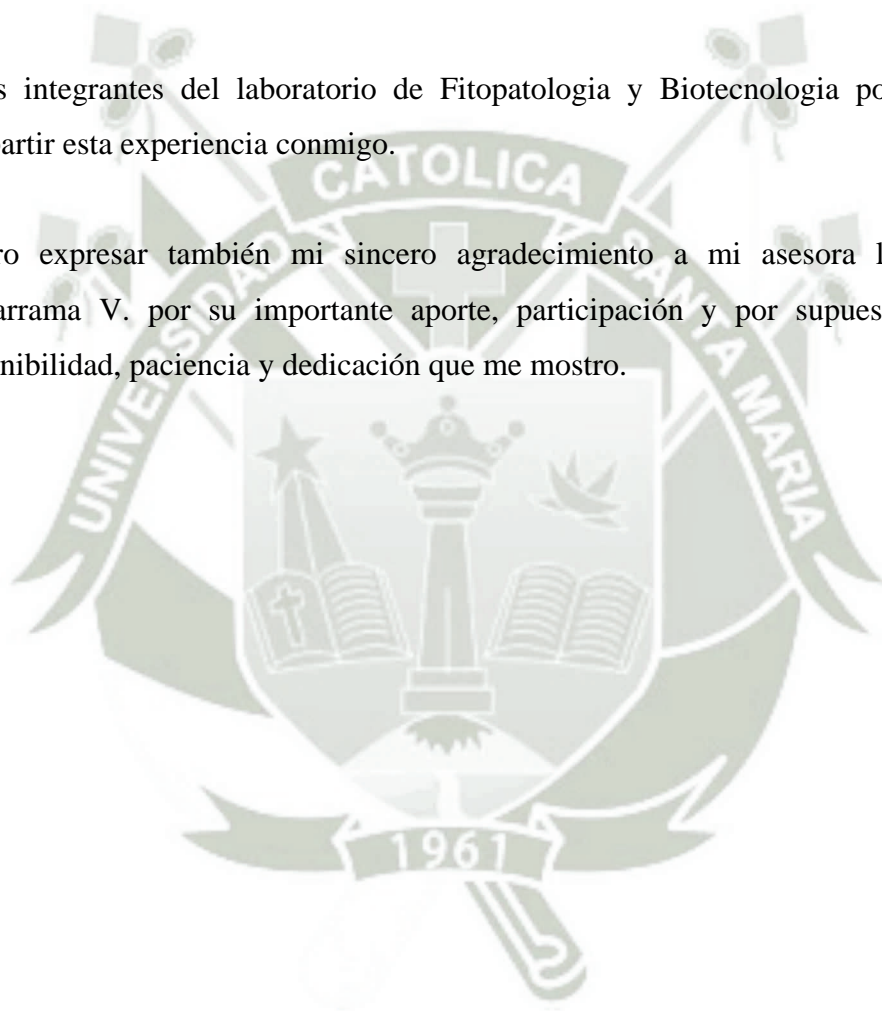 s integrantes del laboratorio de Fitopatologia y Biotecnologia po
artir esta experiencia conmigo.
ro expresar también mi sincero agradecimiento a mi asesora l
arrama V. por su importante aporte, participación y por supues
nibilidad, paciencia y dedicación que me mostro.
UNIVERSIDAD CATOLICA SANTA MARIA
1961